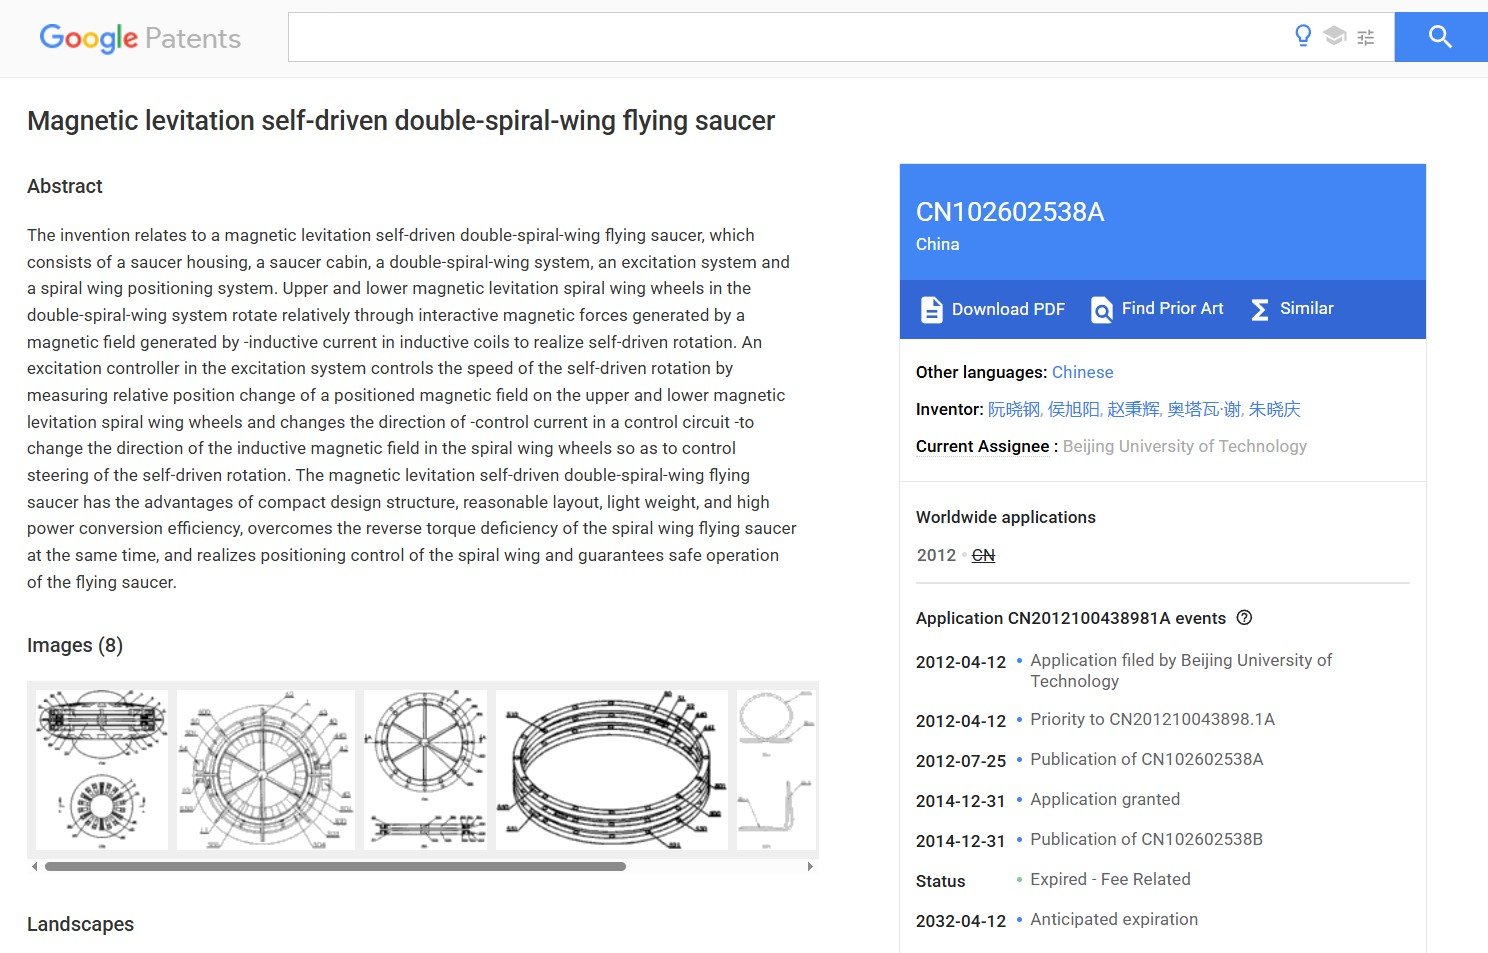 Google Patents
Magnetic levitation self-driven double-spiral-wing flying saucer
Abstract
The invention relates to a magnetic levitation self-driven double-spiral-wing flying saucer, which
consists of a saucer housing, a saucer cabin, a double-spiral-wing system, an excitation system and
a spiral wing positioning system. Upper and lower magnetic levitation spiral wing wheels in the
double-spiral-wing system rotate relatively through interactive magnetic forces generated by a
magnetic field generated by -inductive current in inductive coils to realize self-driven rotation. An
excitation controller in the excitation system controls the speed of the self-driven rotation by
measuring relative position change of a positioned magnetic field on the upper and lower magnetic
levitation spiral wing wheels and changes the direction of -control current in a control circuit -to
change the direction of the inductive magnetic field in the spiral wing wheels so as to control
steering of the self-driven rotation. The magnetic levitation self-driven double-spiral-wing flying
saucer has the advantages of compact design structure, reasonable layout, light weight, and high
power conversion efficiency, overcomes the reverse torque deficiency of the spiral wing flying saucer
at the same time, and realizes positioning control of the spiral wing and guarantees safe operation
of the flying saucer.
Images (8)
Landscapes
CN102602538A
China
Download PDF Find Prior Art Similar
Other languages: Chinese
Inventor: 阮晓钢, 侯旭阳, 赵秉辉, 奥塔瓦·谢, 朱晓庆
Current Assignee : Beijing University of Technology
Worldwide applications
2012 • CN
Application CN2012100438981A events
2012-04-12 • Application filed by Beijing University of
Technology
2012-04-12 • Priority to CN201210043898.1A
2012-07-25 • Publication of CN102602538A
2014-12-31 • Application granted
2014-12-31 • Publication of CN102602538B
Status • Expired - Fee Related
2032-04-12 • Anticipated expiration